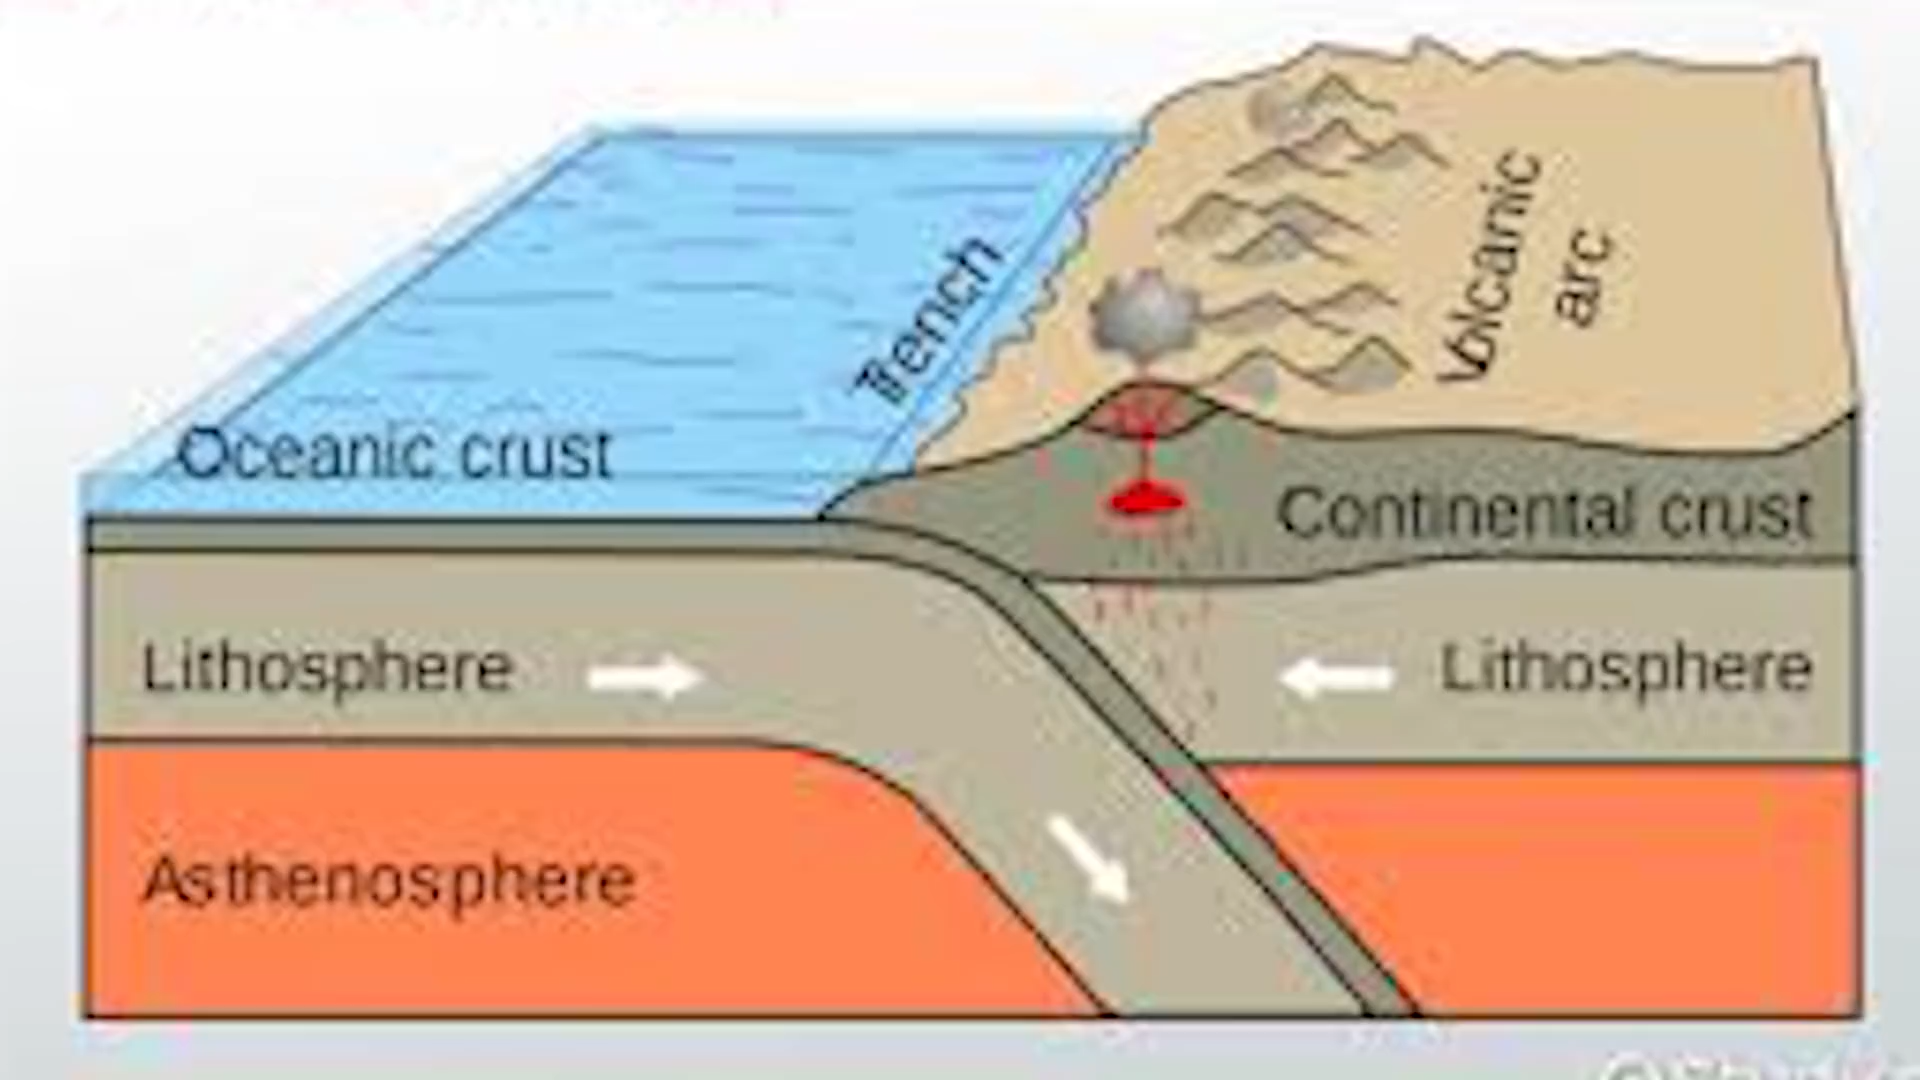 Volcanic
arc
Trench
Oceanic crust
Continental crust
Lithosphere
Lithosphere
Asthenosphere